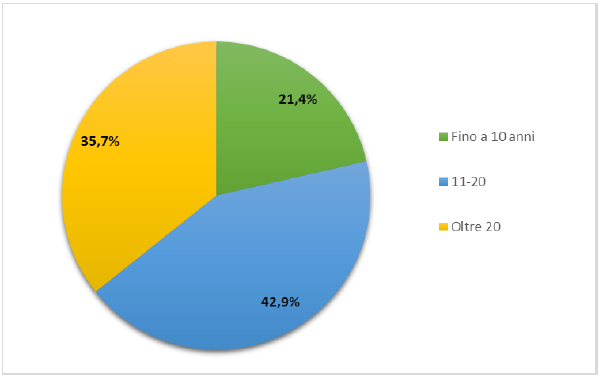 21,4%
35,7%
42,9%
Fino a 10 anni
11-20
Oltre 20